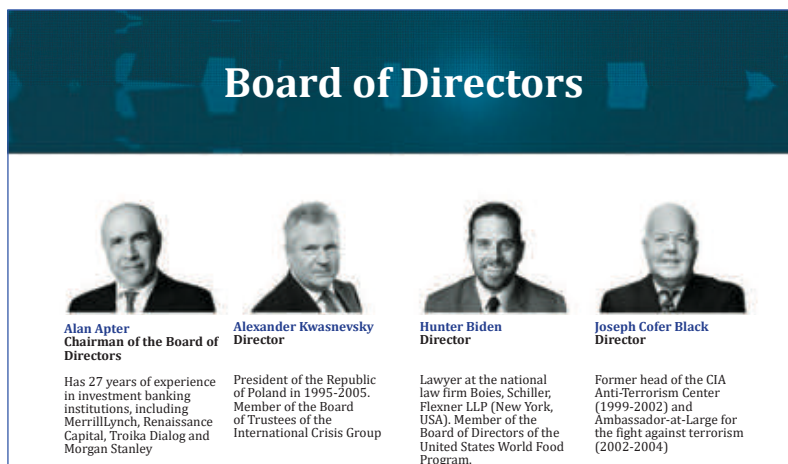 Board of Directors
Alan Apter
Chairman of the Board of
Directors
Has 27 years of experience
in investment banking
institutions, including
MerrillLynch, Renaissance
Capital, Troika Dialog and
Morgan Stanley
Alexander Kwasnevsky
Director
President of the Republic
of Poland in 1995-2005.
Member of the Board
of Trustees of the
International Crisis Group
Hunter Biden
Director
Lawyer at the national
law firm Boies, Schiller,
Flexner LLP (New York,
USA). Member of the
Board of Directors of the
United States World Food
Program.
Joseph Cofer Black
Director
Former head of the CIA
Anti-Terrorism Center
(1999-2002) and
Ambassador-at-Large for
the fight against terrorism
(2002-2004)